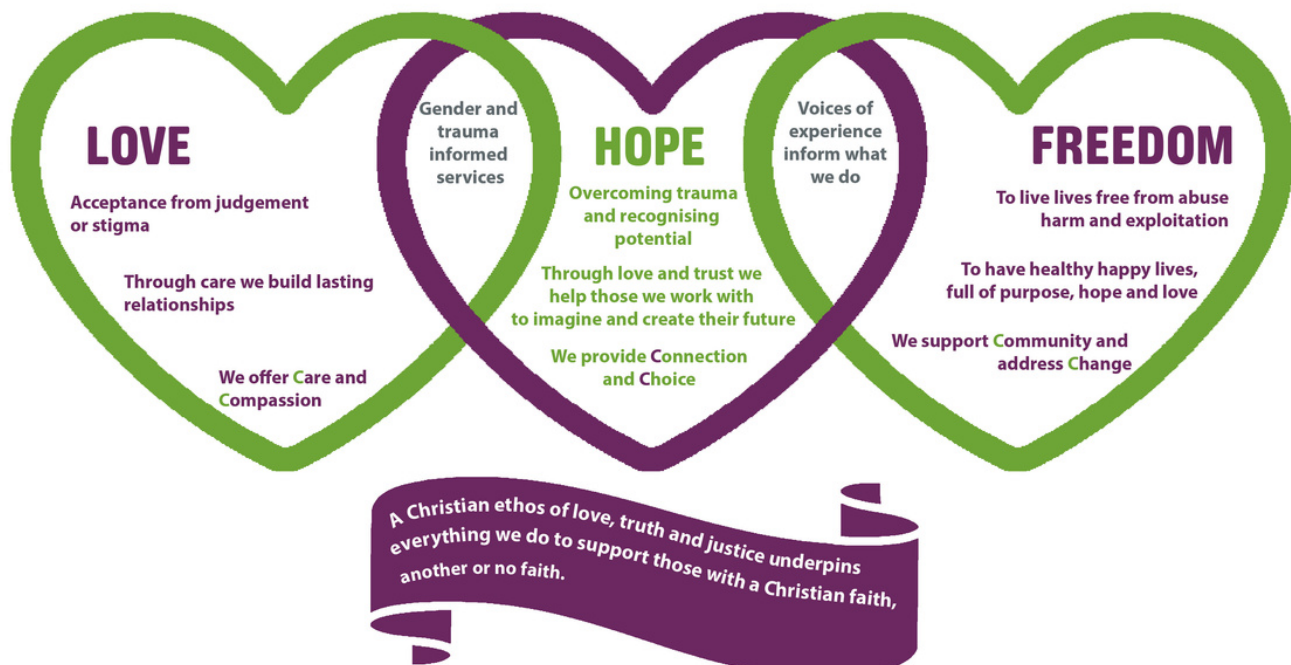 LOVE
Acceptance from judgement
or stigma
Through care we build lasting
relationships
We offer Care and
Compassion
Gender and
trauma
informed
services
HOPE
Overcoming trauma
and recognising
potential
Through love and trust we
help those we work with
to imagine and create their future
We provide Connection
and Choice
Voices of
experience
inform what
we do
FREEDOM
To live lives free from abuse
harm and exploitation
To have healthy happy lives,
full of purpose, hope and love
We support Community and
address Change
A Christian ethos of love, truth and justice underpins
everything we do to support those with a Christian faith,
another or no faith.